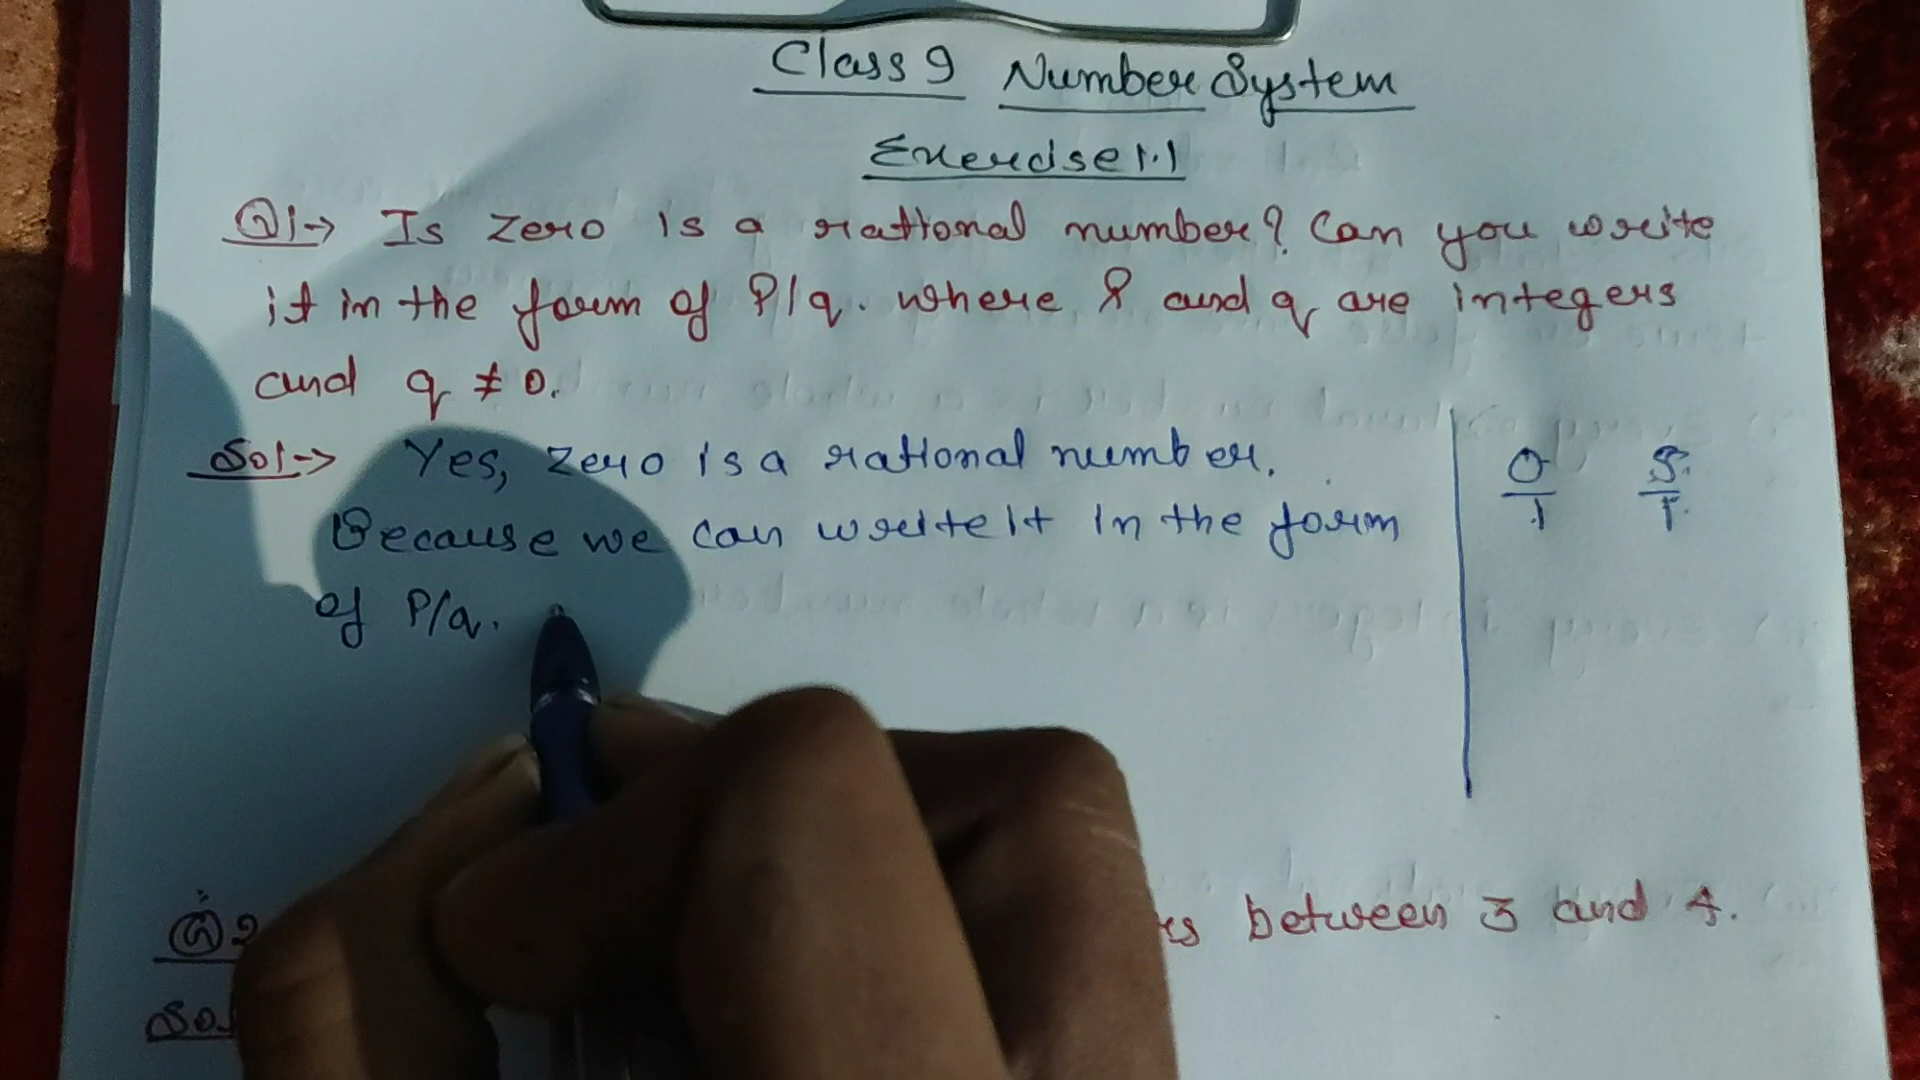 Class 9 Number System
Exercise 1.1
Q1→ Is zero is a rational number? Can you write
it in the form of P/q. where P and q are integers
and q ≠ 0.
Sol→ Yes, zero is a rational number.
Because we can write it in the form
of P/q.
0/1 5/1
Q2 between 3 and 4.
Sol